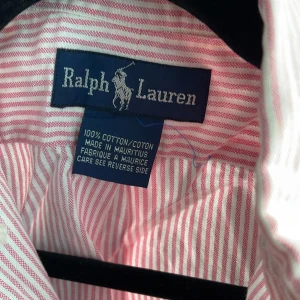 Ralph Lauren
100% COTTON/COTON
MADE IN MAURITIUS
FABRIQUE A MAURICE
CARE SEE REVERSE SIDE